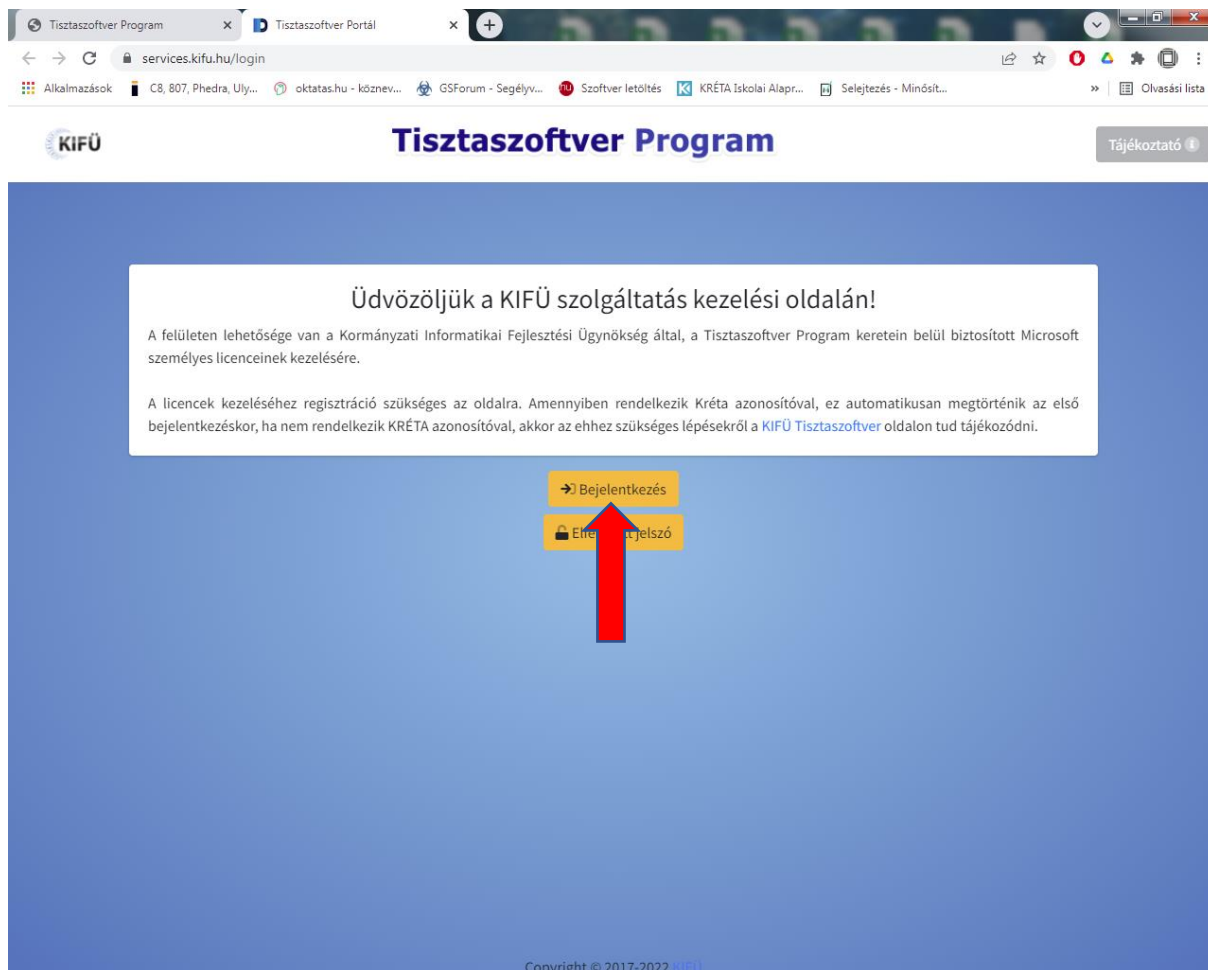 Tisztaszoftver Program
Tisztaszoftver Portál
services.kifu.hu/login
Alkalmazások
C8, 807, Phedra, Uly...
oktatas.hu - köznev...
GSForum - Segélyv...
Szoftver letöltés
KRÉTA Iskolai Alapr...
Selejtezés - Minősít...
»
Olvasási lista
KIFÜ
Tisztaszoftver Program
Tájékoztató
Üdvözöljük a KIFÜ szolgáltatás kezelési oldalán!
A felületen lehetősége van a Kormányzati Informatikai Fejlesztési Ügynökség által, a Tisztaszoftver Program keretein belül biztosított Microsoft
személyes licenceinek kezelésére.
A licencek kezeléséhez regisztráció szükséges az oldalra. Amennyiben rendelkezik Kréta azonosítóval, ez automatikusan megtörténik az első
bejelentkezéskor, ha nem rendelkezik KRÉTA azonosítóval, akkor az ehhez szükséges lépésekről a KIFÜ Tisztaszoftver oldalon tud tájékozódni.
Bejelentkezés
jelszó
Copyright © 2017-2022 KIFÜ